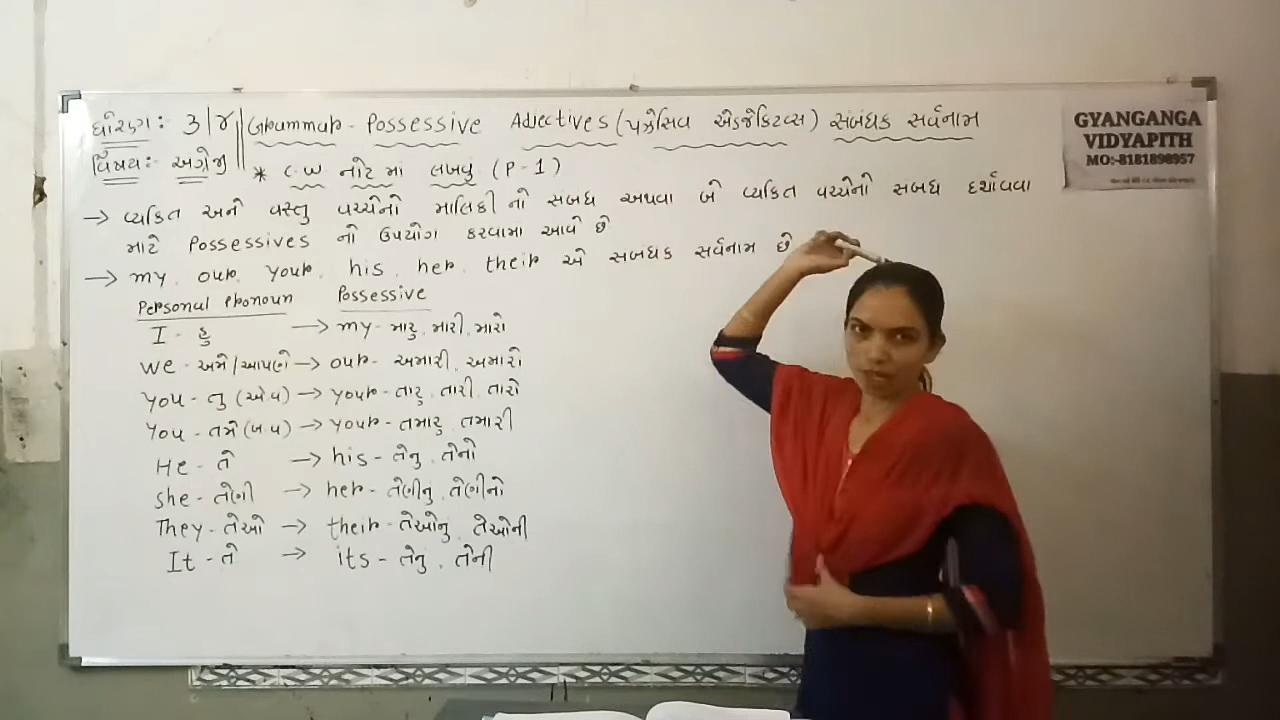 ધોરણ: ૩/૪ Grammar - Possessive Adjectives (પઝેસિવ એડજેક્ટિવ્સ) સંબંધક સર્વનામ
વિષય: અંગ્રેજી * C.W નોટ માં લખવું (P-1)
→ વ્યકિત અને વસ્તુ વચ્ચેનો માલિકી નો સબધ અથવા બે વ્યકિત વચ્ચેનો સબધ દર્શાવવા
માટે Possessives નો ઉપયોગ કરવામા આવે છે
→ my, our, your, his, her, their એ સબંધક સર્વનામ છે
Personal Pronoun Possessive
I - હુ → my - મારુ, મારી, મારો
we - અમે/આપણે → our - અમારી, અમારો
you - તુ (એ.વ) → your - તારુ, તારી, તારો
You - તમે (બ.વ) → your - તમારુ, તમારી
He - તે → his - તેનુ, તેનો
she - તેણી → her - તેણીનુ, તેણીનો
They - તેઓ → their - તેઓનુ, તેઓની
It - તે → its - તેનુ, તેની
GYANGANGA
VIDYAPITH
MO:-8181898957